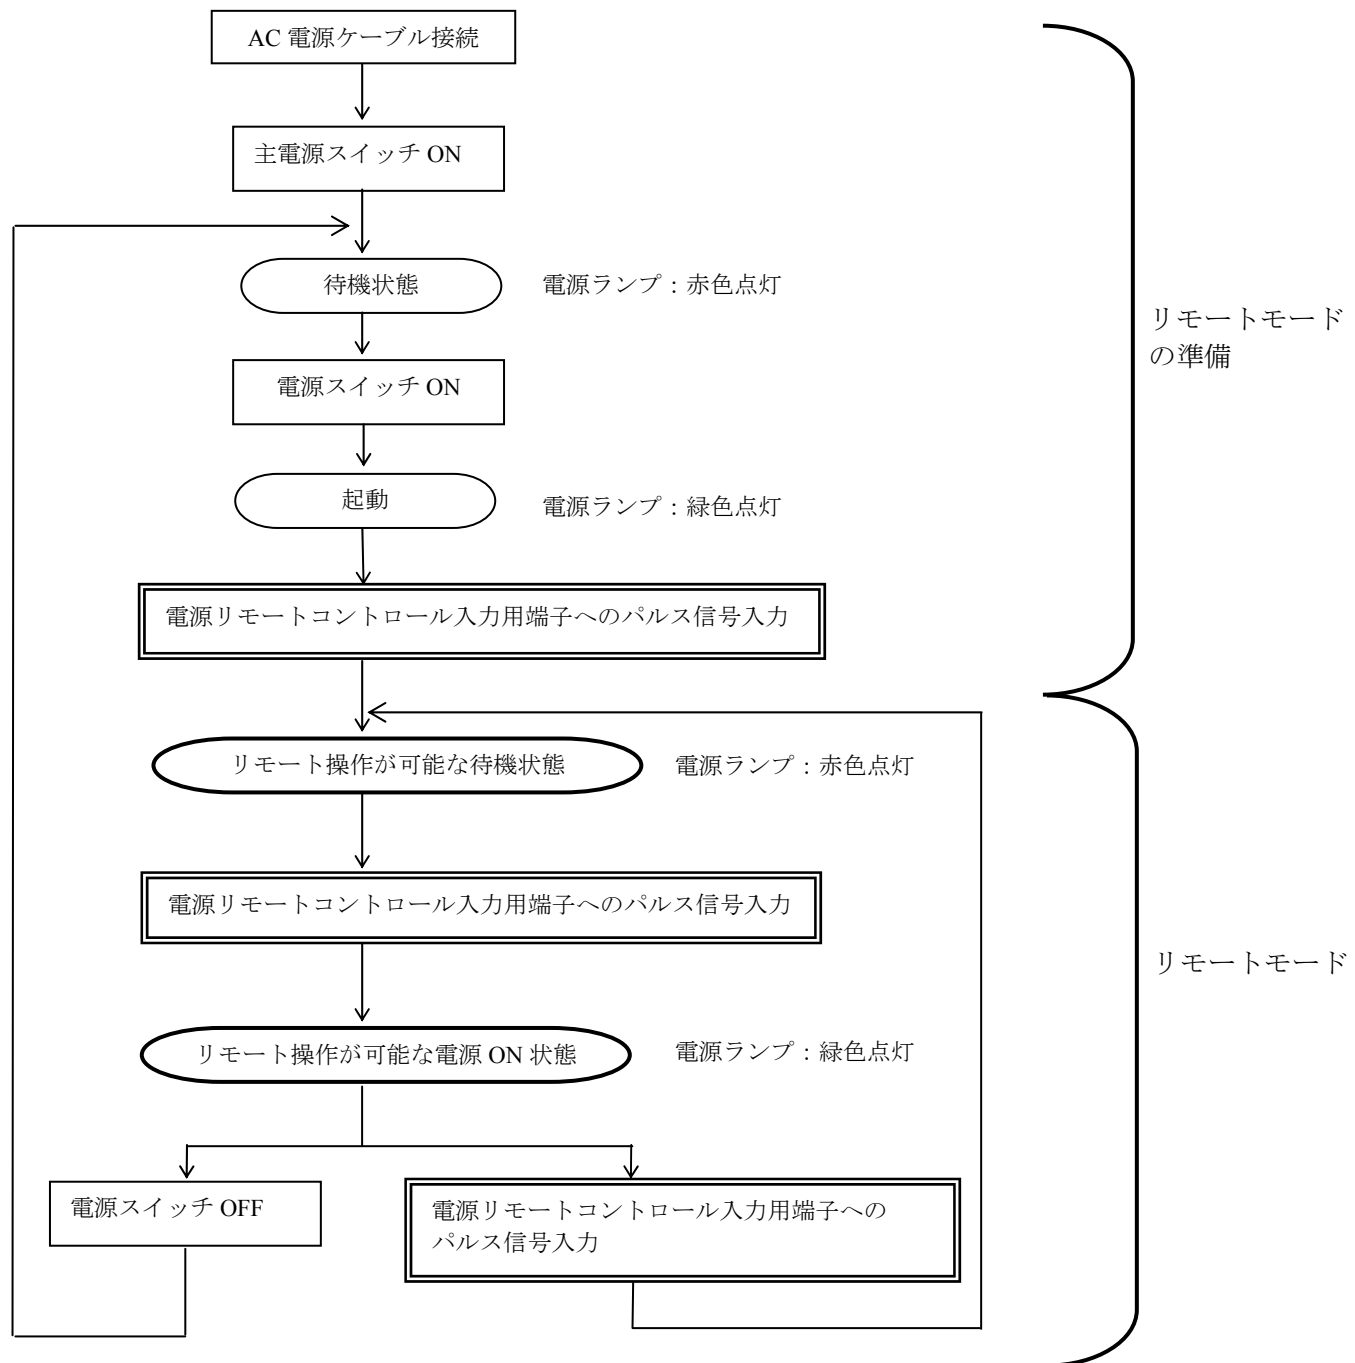 AC 電源ケーブル接続
主電源スイッチ ON
待機状態
電源ランプ：赤色点灯
電源スイッチ ON
起動
電源ランプ：緑色点灯
電源リモートコントロール入力用端子へのパルス信号入力
リモートモード
の準備
リモート操作が可能な待機状態
電源ランプ：赤色点灯
電源リモートコントロール入力用端子へのパルス信号入力
リモート操作が可能な電源 ON 状態
電源ランプ：緑色点灯
電源スイッチ OFF
電源リモートコントロール入力用端子への
パルス信号入力
リモートモード